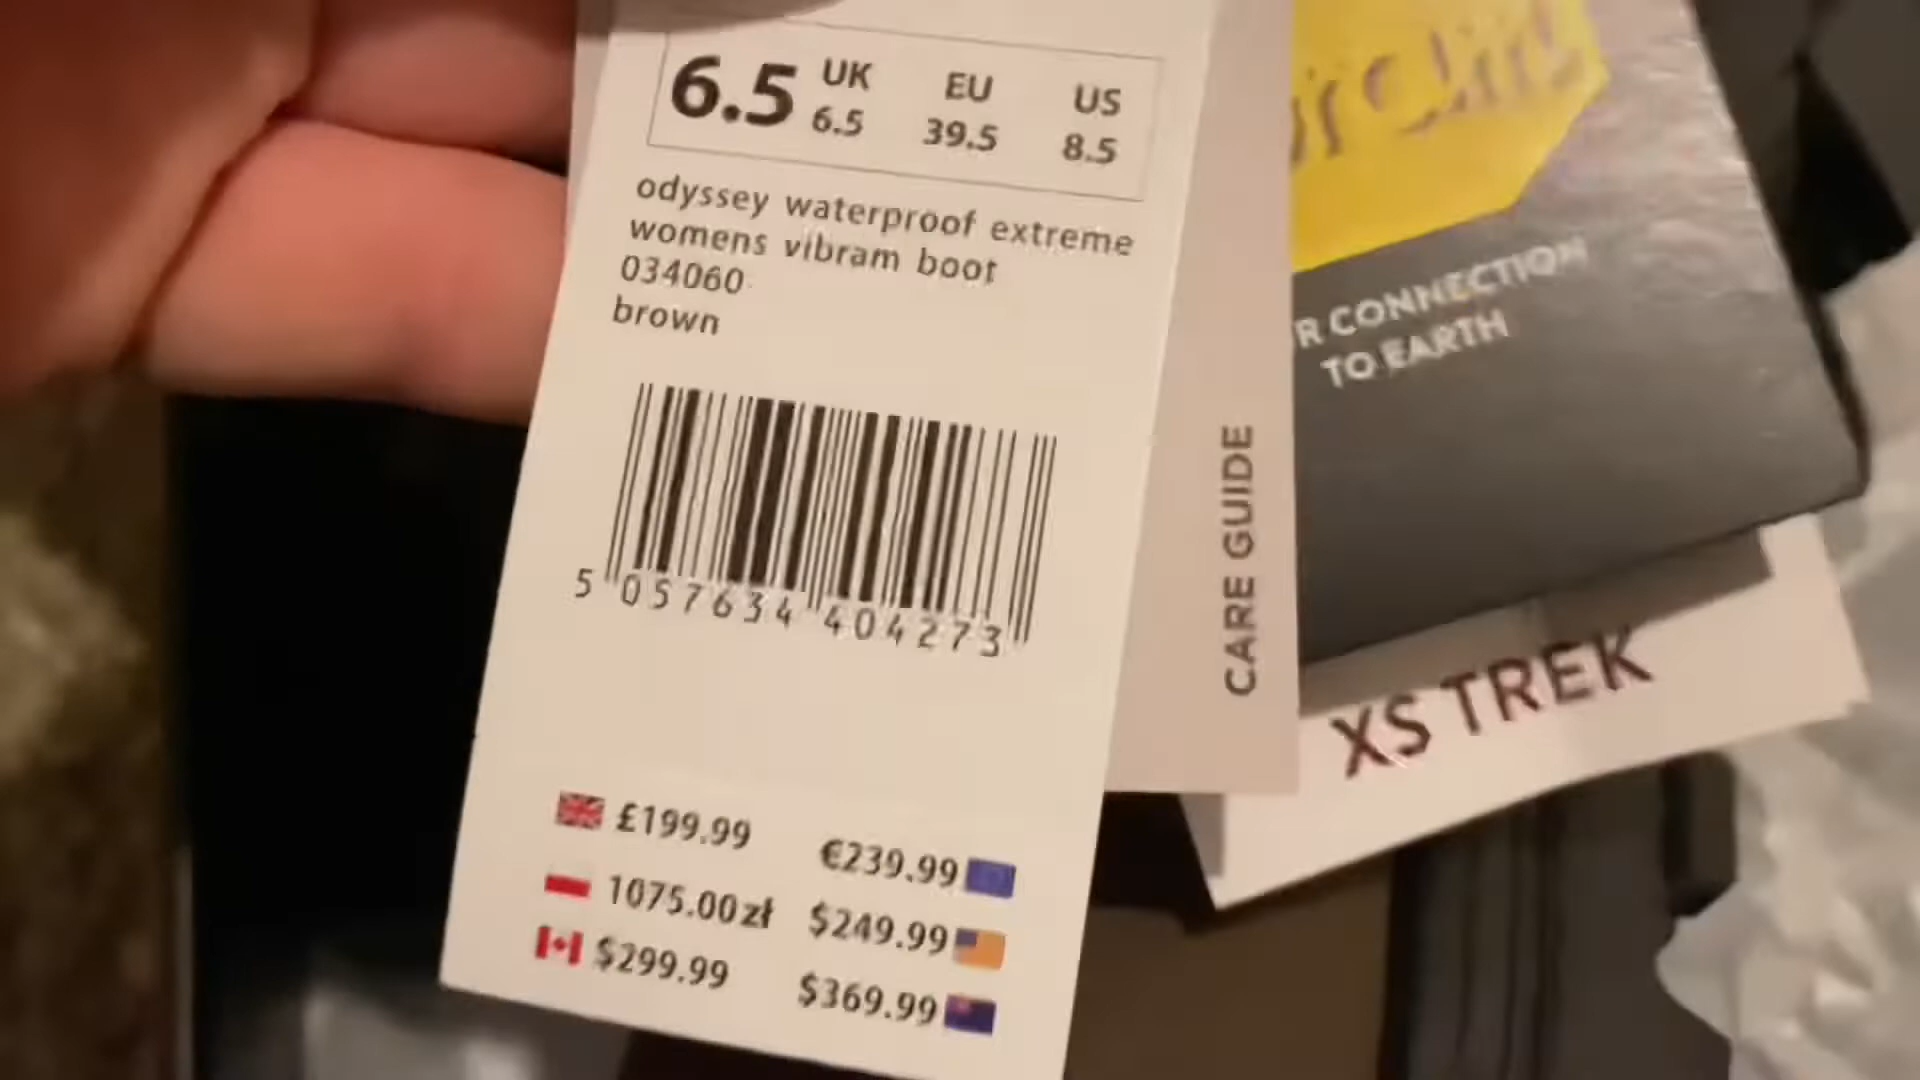 6.5 UK EU US
6.5 39.5 8.5
odyssey waterproof extreme
womens vibram boot
034060
brown
5 057634 404273
£199.99 €239.99
1075.00zł $249.99
$299.99 $369.99
CARE GUIDE
R CONNECTION
TO EARTH
XS TREK